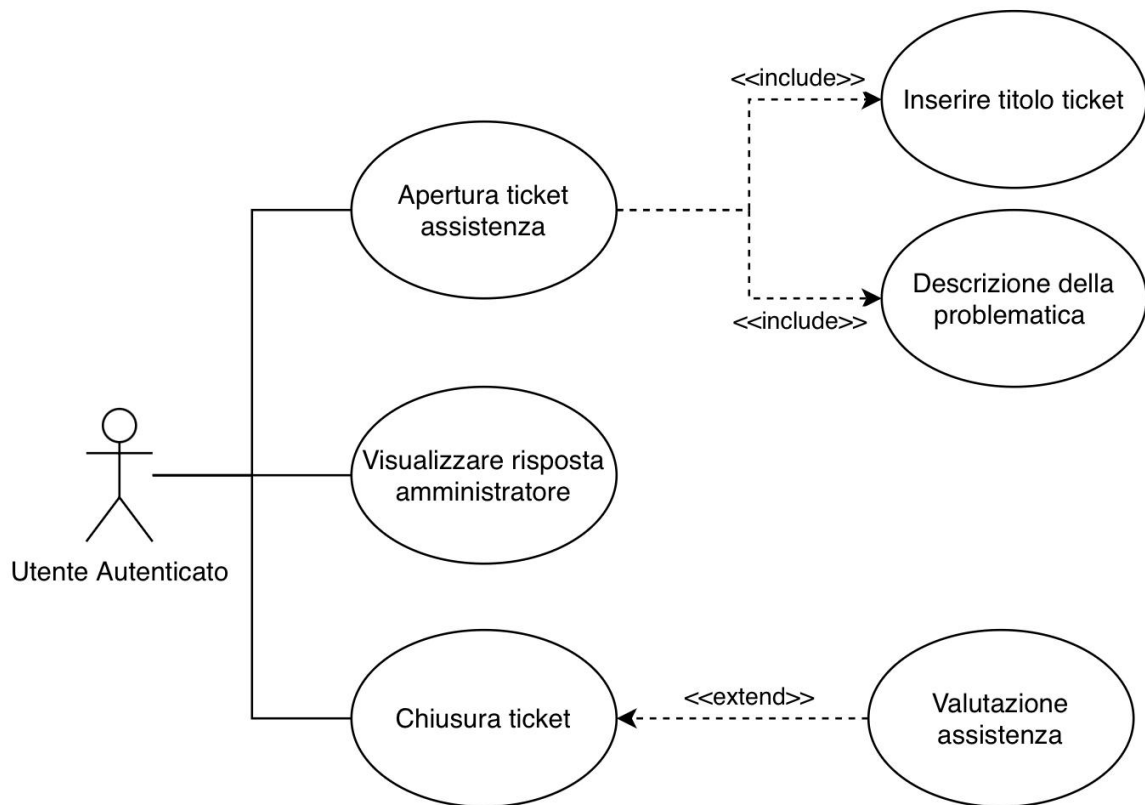 <<include>>
Inserire titolo ticket
Apertura ticket
assistenza
Descrizione della
problematica
<<include>>
Visualizzare risposta
amministratore
Utente Autenticato
Chiusura ticket
<<extend>>
Valutazione
assistenza